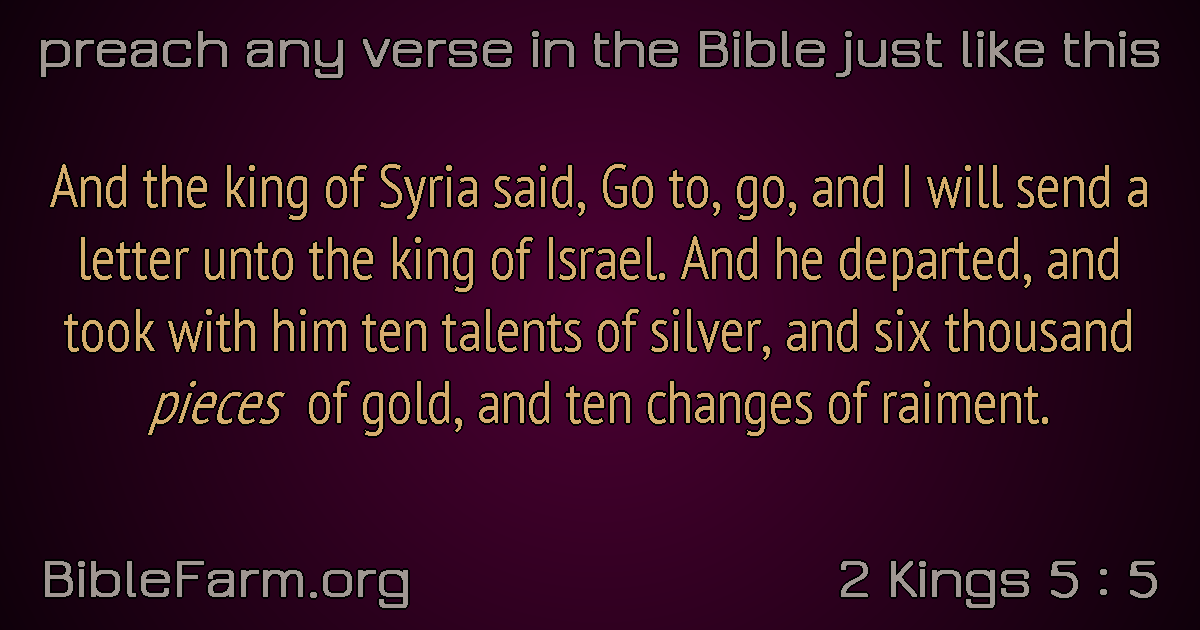 preach any verse in the Bible just like this
And the king of Syria said, Go to, go, and I will send a
letter unto the king of Israel. And he departed, and
took with him ten talents of silver, and six thousand
pieces of gold, and ten changes of raiment.
BibleFarm.org
2 Kings 5 : 5